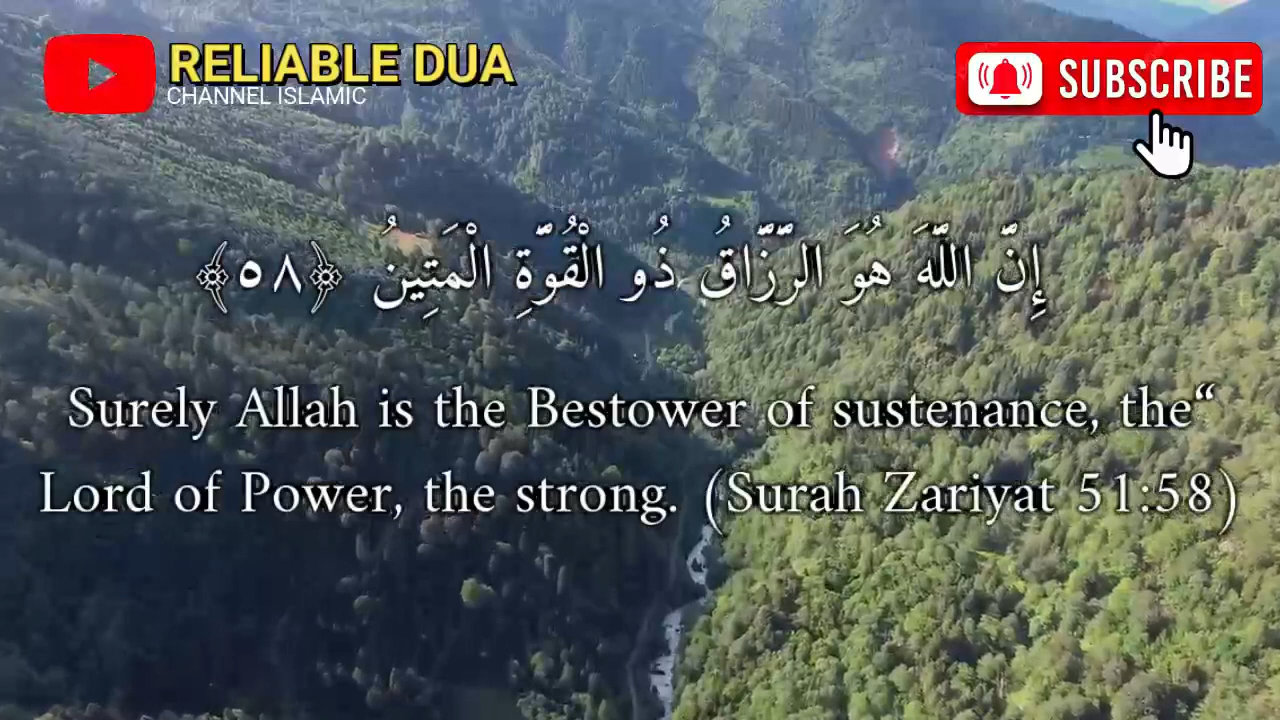 RELIABLE DUA
CHANNEL ISLAMIC
SUBSCRIBE
إِنَّ اللَّهَ هُوَ الرَّزَّاقُ ذُو الْقُوَّةِ الْمَتِينُ ﴿٥٨﴾
Surely Allah is the Bestower of sustenance, the“
Lord of Power, the strong. (Surah Zariyat 51:58)